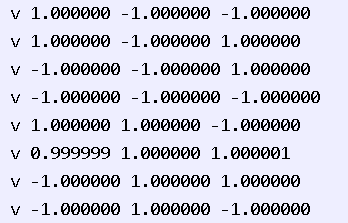 v 1.000000 -1.000000 -1.000000
v 1.000000 -1.000000 1.000000
v -1.000000 -1.000000 1.000000
v -1.000000 -1.000000 -1.000000
v 1.000000 1.000000 -1.000000
v 0.999999 1.000000 1.000001
v -1.000000 1.000000 1.000000
v -1.000000 1.000000 -1.000000